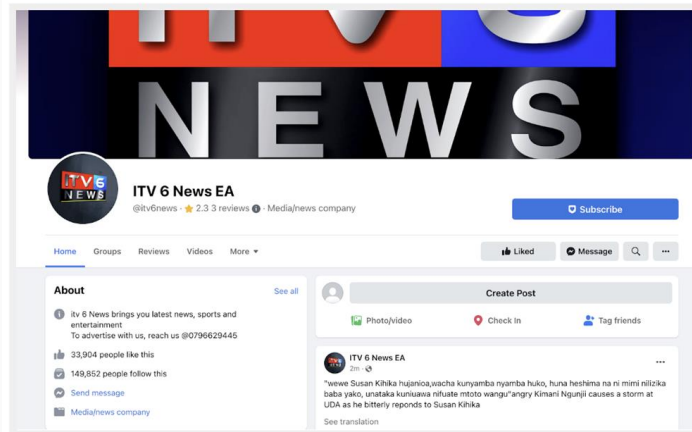 ITV6
NEWS
ITV6
NEWS
ITV 6 News EA
@itv6news · 2.3 3 reviews · Media/news company
Subscribe
Home Groups Reviews Videos More
Liked Message
About See all
itv 6 News brings you latest news, sports and
entertainment
To advertise with us, reach us @0796629445
33,904 people like this
149,852 people follow this
Send message
Media/news company
Create Post
Photo/video Check In Tag friends
ITV 6 News EA
2m ·
"wewe Susan Kihika hujanioa,wacha kunyamba nyamba huko, huna heshima na ni mimi nilizika
baba yako, unataka kuniuawa nifuate mtoto wangu"angry Kimani Ngunjii causes a storm at
UDA as he bitterly reponds to Susan Kihika
See translation